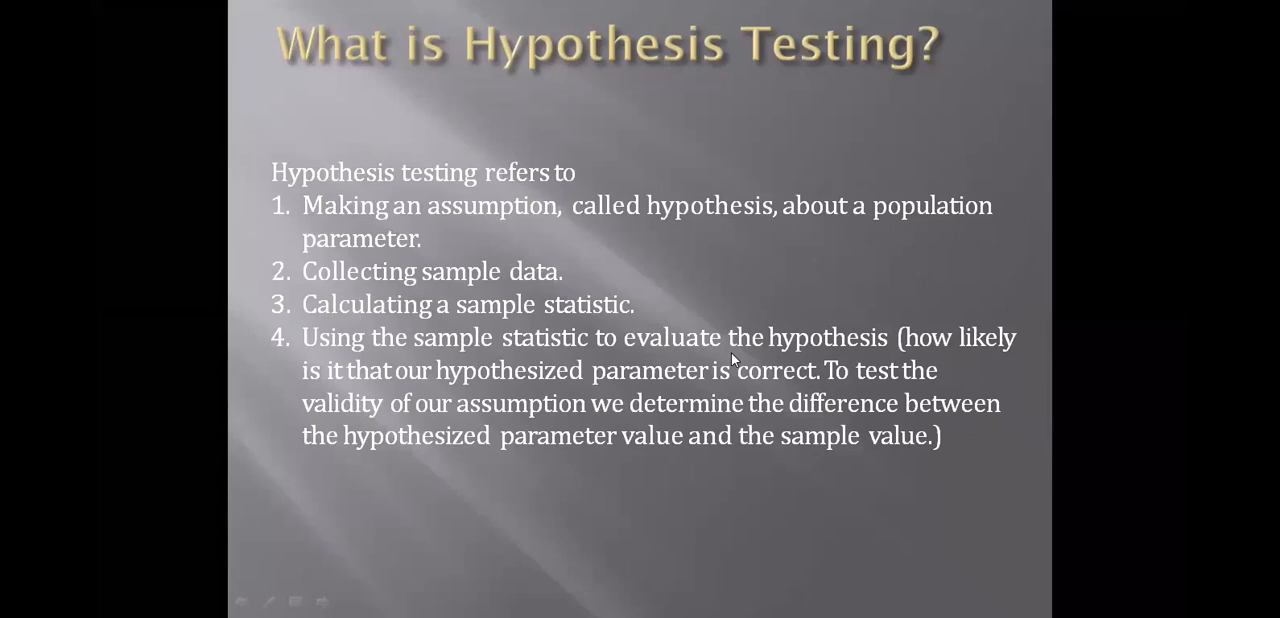 What is Hypothesis Testing?
Hypothesis testing refers to
1. Making an assumption, called hypothesis, about a population
parameter.
2. Collecting sample data.
3. Calculating a sample statistic.
4. Using the sample statistic to evaluate the hypothesis (how likely
is it that our hypothesized parameter is correct. To test the
validity of our assumption we determine the difference between
the hypothesized parameter value and the sample value.)